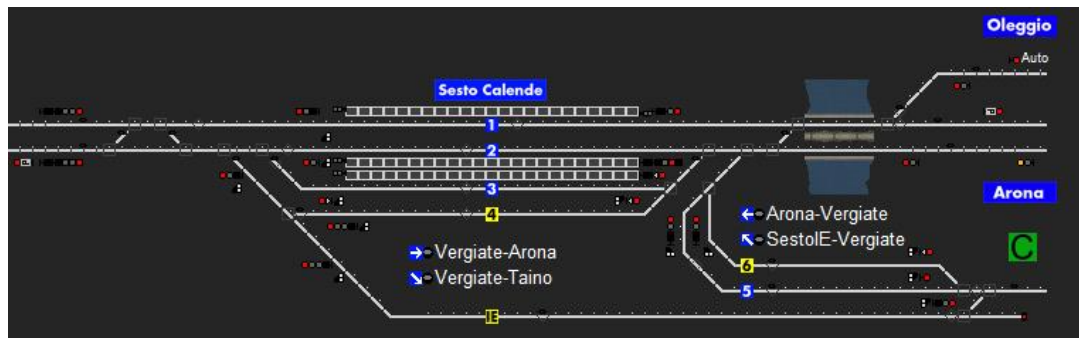 Oleggio
Auto
Sesto Calende
1
2
3
Arona
4
Arona-Vergiate
SestoIE-Vergiate
C
Vergiate-Arona
6
Vergiate-Taino
5
IE